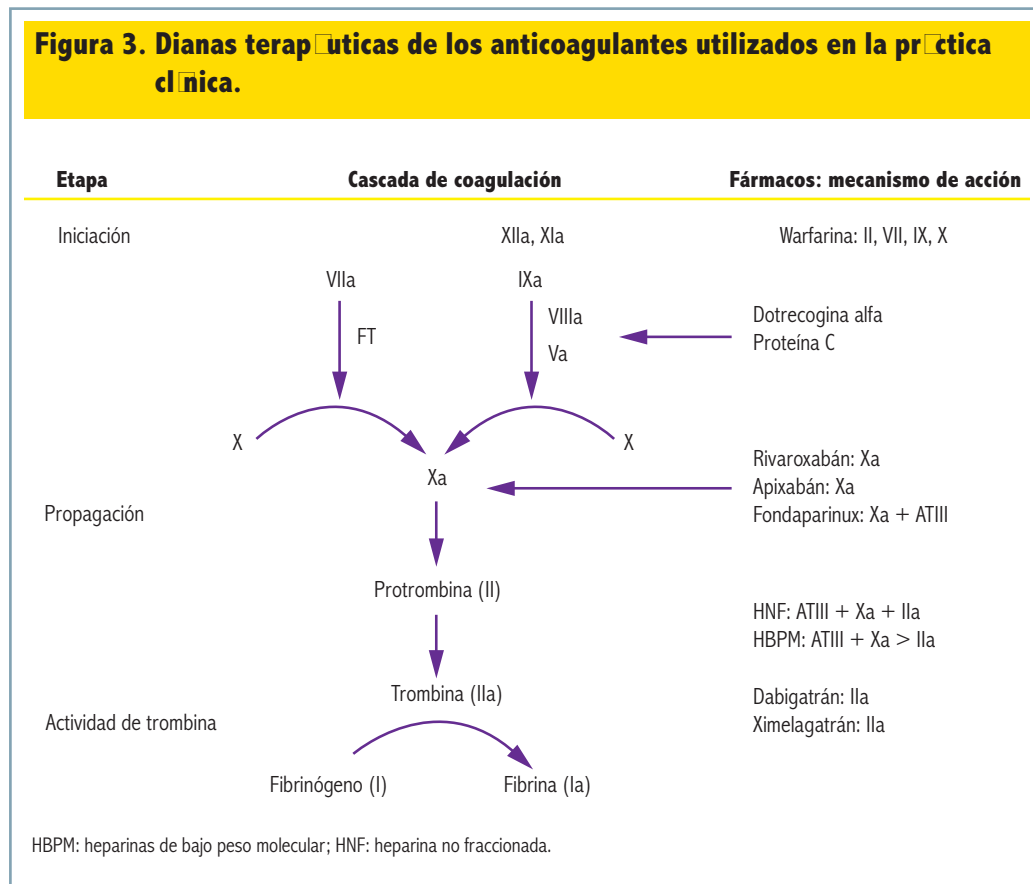 Figura 3. Dianas terap□uticas de los anticoagulantes utilizados en la pr□ctica
cl□nica.
Etapa Cascada de coagulación Fármacos: mecanismo de acción
Iniciación XIIa, XIa Warfarina: II, VII, IX, X
VIIa IXa
VIIIa Dotrecogina alfa
FT
Va Proteína C
X X
Xa
Rivaroxabán: Xa
Apixabán: Xa
Propagación Fondaparinux: Xa + ATIII
Protrombina (II)
HNF: ATIII + Xa + IIa
HBPM: ATIII + Xa > IIa
Trombina (IIa) Dabigatrán: IIa
Actividad de trombina Ximelagatrán: IIa
Fibrinógeno (I) Fibrina (Ia)
HBPM: heparinas de bajo peso molecular; HNF: heparina no fraccionada.